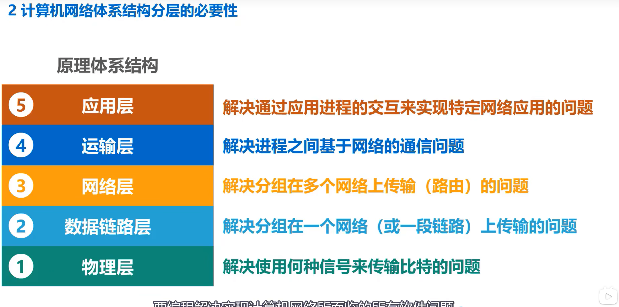 2 计算机网络体系结构分层的必要性
原理体系结构
5 应用层 解决通过应用进程的交互来实现特定网络应用的问题
4 运输层 解决进程之间基于网络的通信问题
3 网络层 解决分组在多个网络上传输（路由）的问题
2 数据链路层 解决分组在一个网络（或一段链路）上传输的问题
1 物理层 解决使用何种信号来传输比特的问题